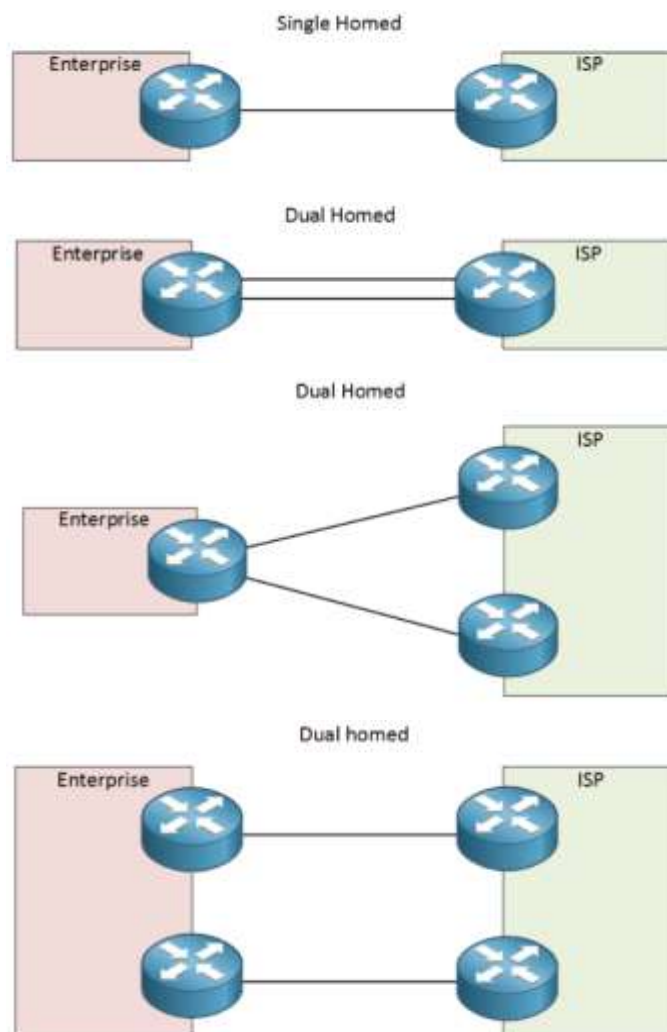 Single Homed
Enterprise
ISP
Dual Homed
Enterprise
ISP
Dual Homed
ISP
Enterprise
Dual homed
Enterprise
ISP